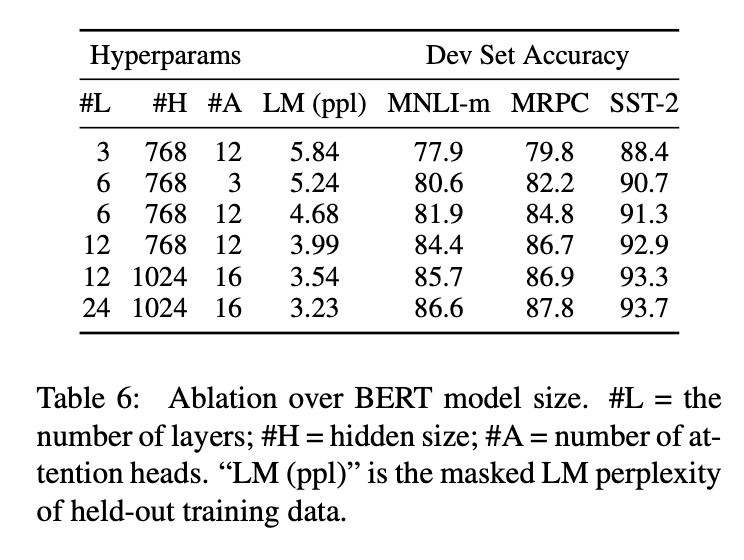 Hyperparams Dev Set Accuracy
#L #H #A LM (ppl) MNLI-m MRPC SST-2
3 768 12 5.84 77.9 79.8 88.4
6 768 3 5.24 80.6 82.2 90.7
6 768 12 4.68 81.9 84.8 91.3
12 768 12 3.99 84.4 86.7 92.9
12 1024 16 3.54 85.7 86.9 93.3
24 1024 16 3.23 86.6 87.8 93.7
Table 6: Ablation over BERT model size. #L = the
number of layers; #H = hidden size; #A = number of at-
tention heads. “LM (ppl)” is the masked LM perplexity
of held-out training data.